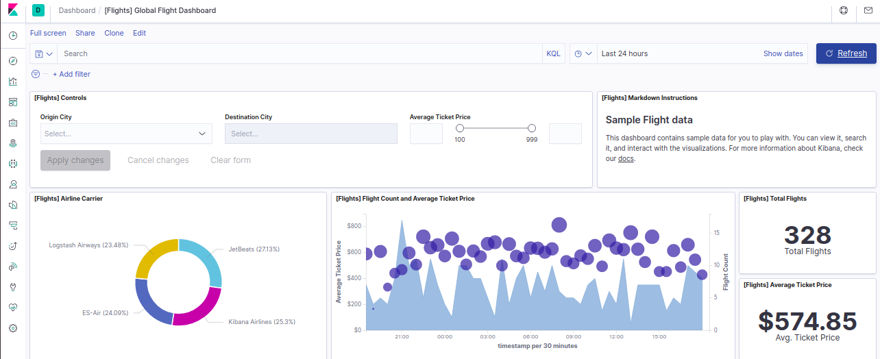 D Dashboard / [Flights] Global Flight Dashboard
Full screen Share Clone Edit
Search KQL Last 24 hours Show dates Refresh
+ Add filter
[Flights] Controls
Origin City Destination City Average Ticket Price
Select... Select...
100 999
Apply changes Cancel changes Clear form
[Flights] Markdown Instructions
Sample Flight data
This dashboard contains sample data for you to play with. You can view it, search
it, and interact with the visualizations. For more information about Kibana, check
our docs.
[Flights] Airline Carrier
Logstash Airways (23.48%)
JetBeats (27.13%)
ES-Air (24.09%)
Kibana Airlines (25.3%)
[Flights] Flight Count and Average Ticket Price
Average Ticket Price
$800
$600
$400
$200
$0
15
10
5
0
Flight Count
21:00 00:00 03:00 06:00 09:00 12:00 15:00
timestamp per 30 minutes
[Flights] Total Flights
328
Total Flights
[Flights] Average Ticket Price
$574.85
Avg. Ticket Price